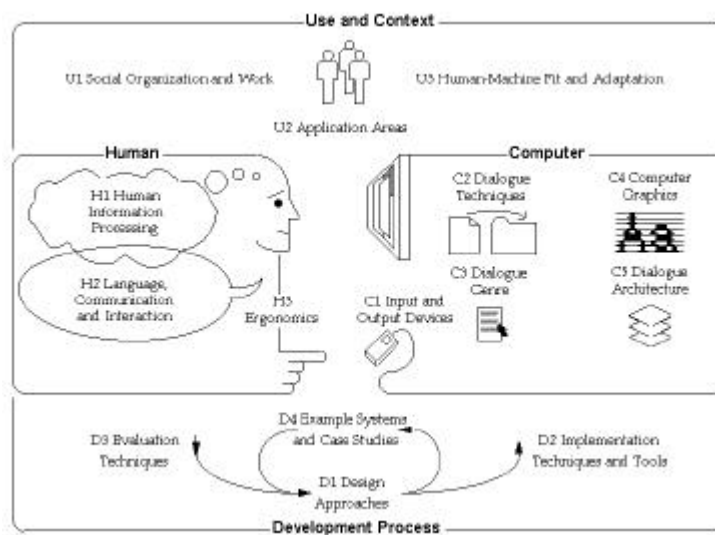 Use and Context
U1 Social Organization and Work
U3 Human-Machine Fit and Adaptation
U2 Application Areas
Human
H1 Human
Information
Processing
H2 Language,
Communication
and Interaction
H3
Ergonomics
Computer
C2 Dialogue
Techniques
C4 Computer
Graphics
Aa
C3 Dialogue
Genre
C5 Dialogue
Architecture
C1 Input and
Output Devices
D3 Evaluation
Techniques
D4 Example Systems
and Case Studies
D2 Implementation
Techniques and Tools
D1 Design
Approaches
Development Process